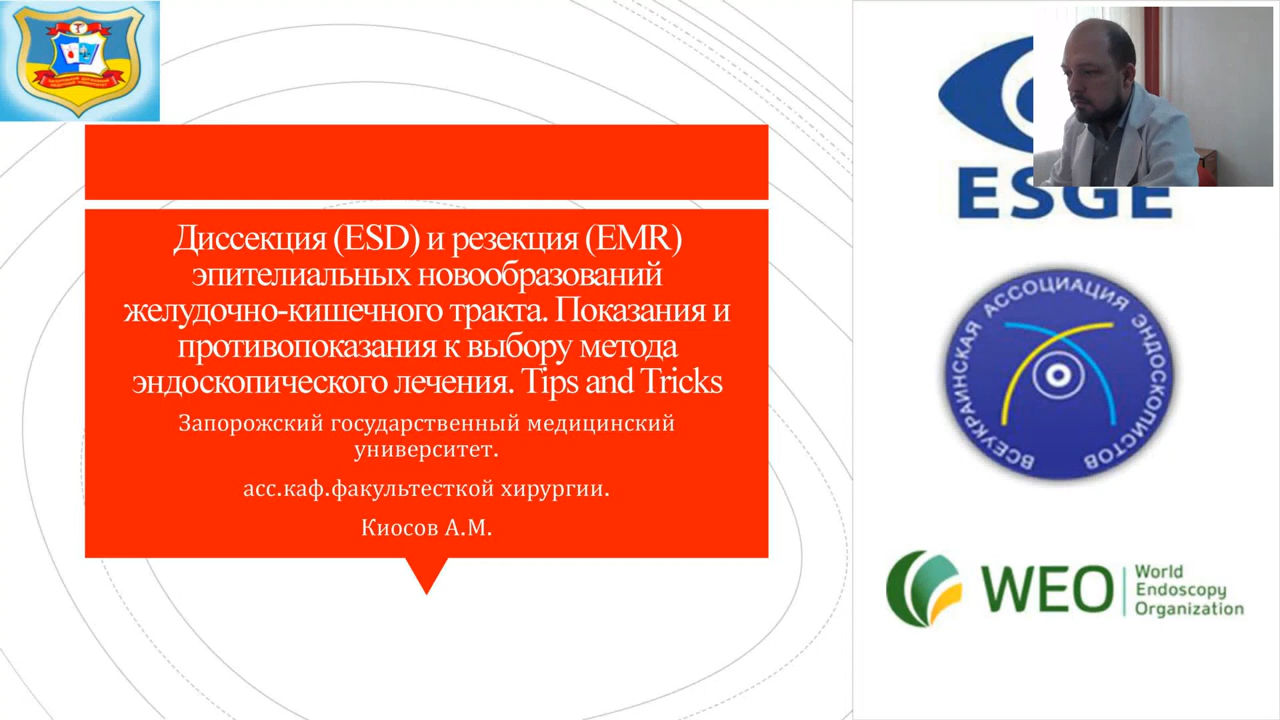 Диссекция (ESD) и резекция (EMR)
эпителиальных новообразований
желудочно-кишечного тракта. Показания и
противопоказания к выбору метода
эндоскопического лечения. Tips and Tricks
Запорожский государственный медицинский
университет.
асс.каф.факультесткой хирургии.
Киосов А.М.
ESGE
ВСЕУКРАИНСКАЯ АССОЦИАЦИЯ ЭНДОСКОПИСТОВ
WEO
World
Endoscopy
Organization